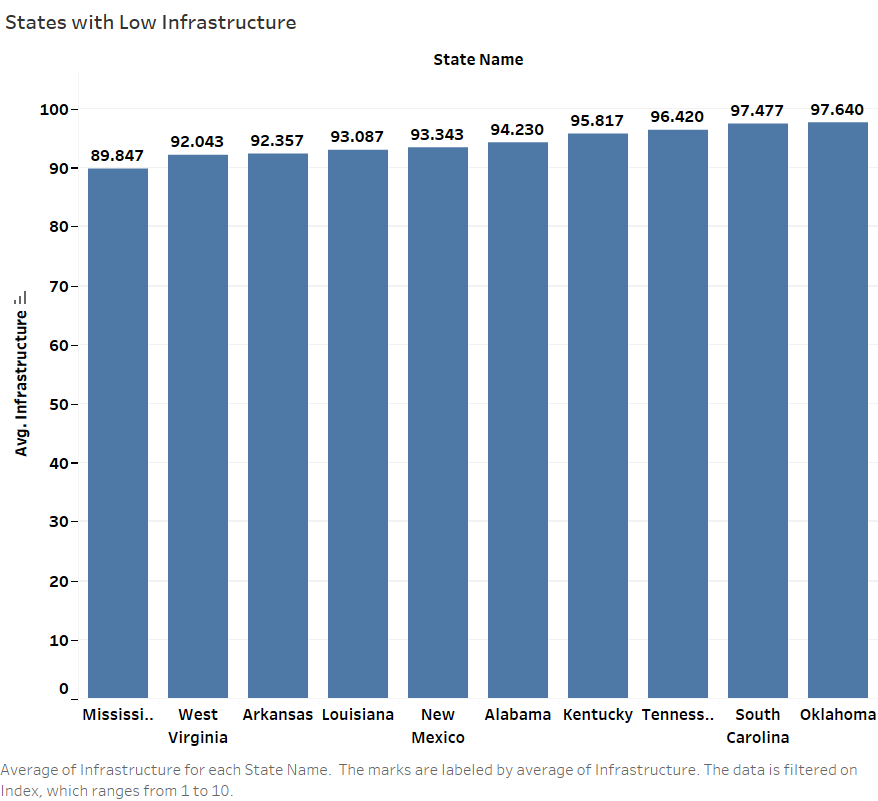 States with Low Infrastructure
State Name
Avg. Infrastructure
100
90
80
70
60
50
40
30
20
10
0
89.847
92.043
92.357
93.087
93.343
94.230
95.817
96.420
97.477
97.640
Mississi..
West
Virginia
Arkansas
Louisiana
New
Mexico
Alabama
Kentucky
Tenness..
South
Carolina
Oklahoma
Average of Infrastructure for each State Name.  The marks are labeled by average of Infrastructure. The data is filtered on
Index, which ranges from 1 to 10.